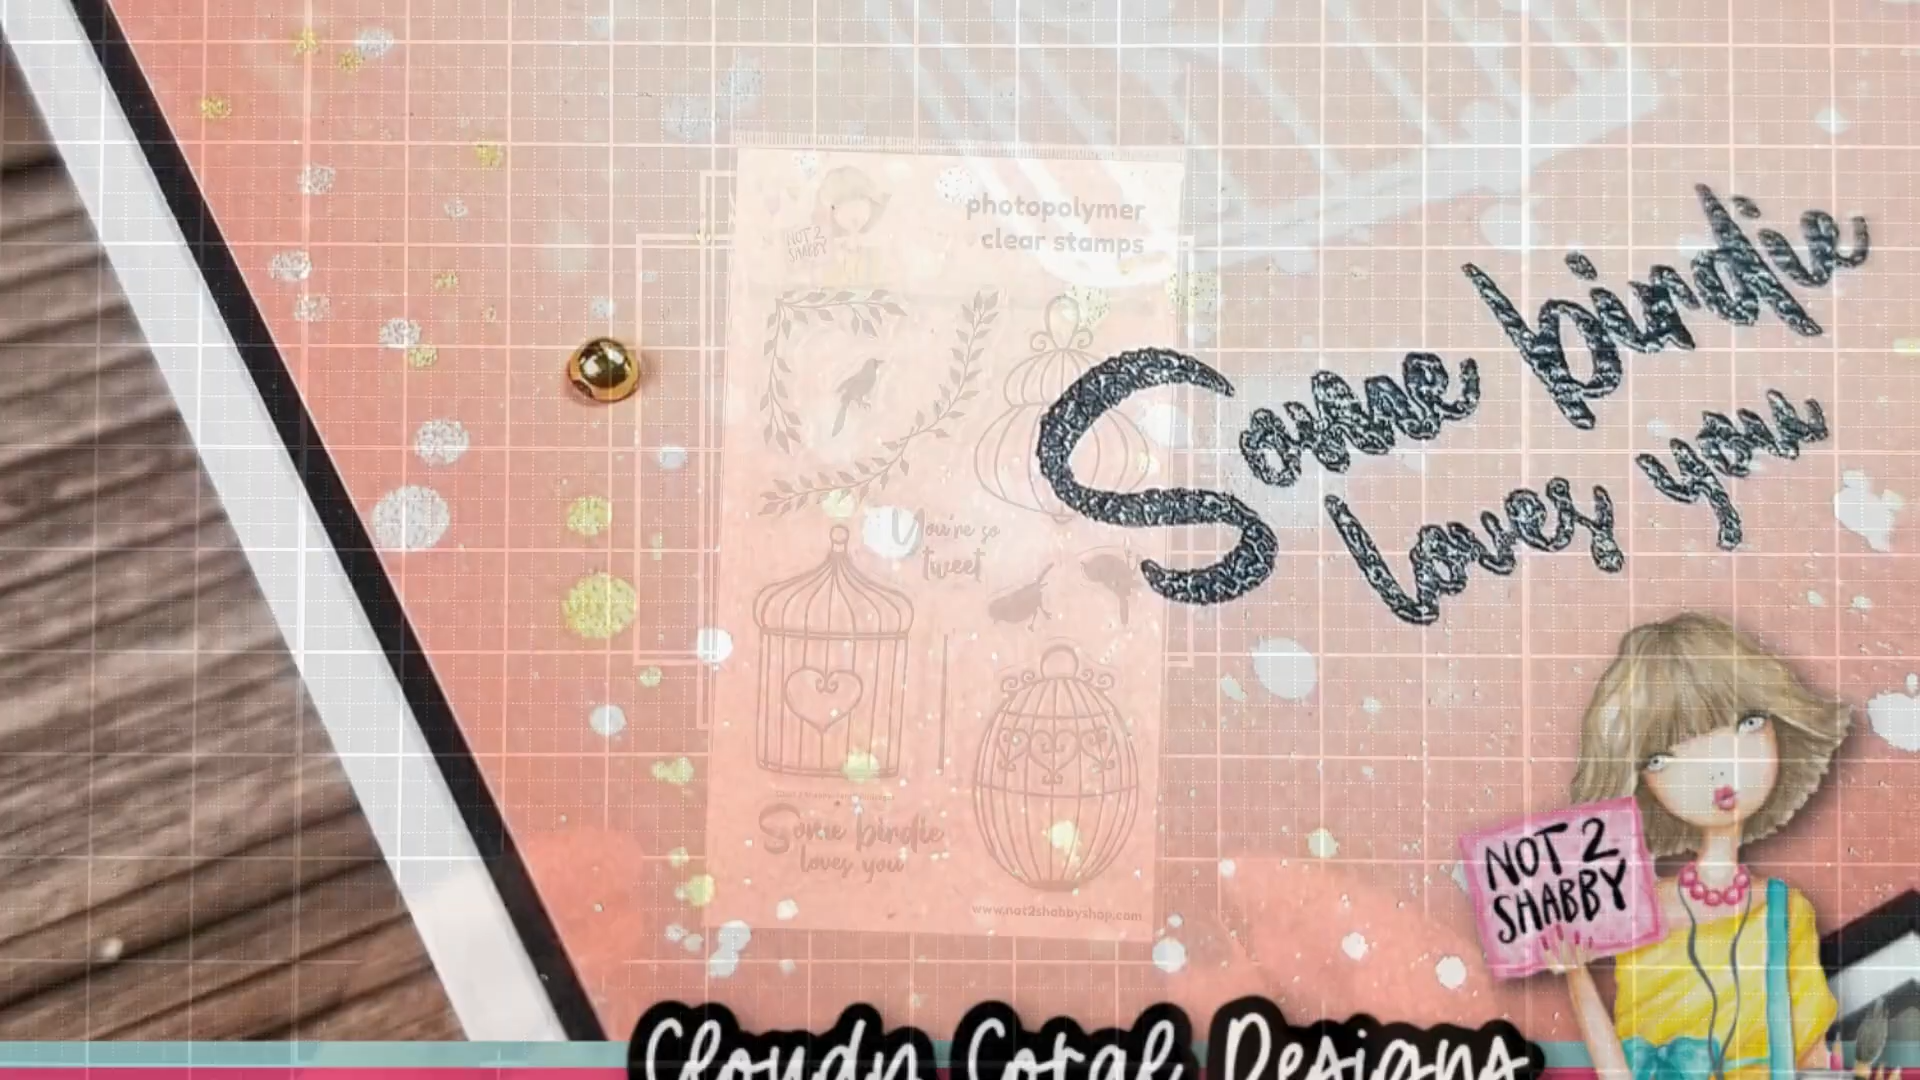 photopolymer
clear stamps
NOT 2
SHABBY
Some birdie
loves you
You're so
tweet
Some birdie
loves you
www.not2shabbyshop.com
NOT 2
SHABBY
Cloudy Coral Designs